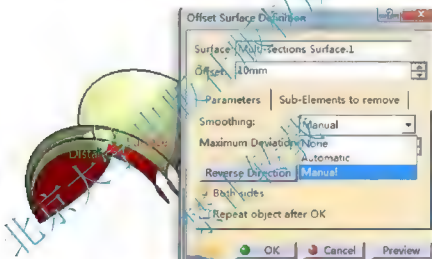 Offset Surface Definition
Surface: Multi-sections Surface.1
Offset: 10mm
Parameters
Sub-Elements to remove
Smoothing: Manual
Maximum Deviation
None
Automatic
Manual
Reverse Direction
Both sides
Repeat object after OK
OK
Cancel
Preview